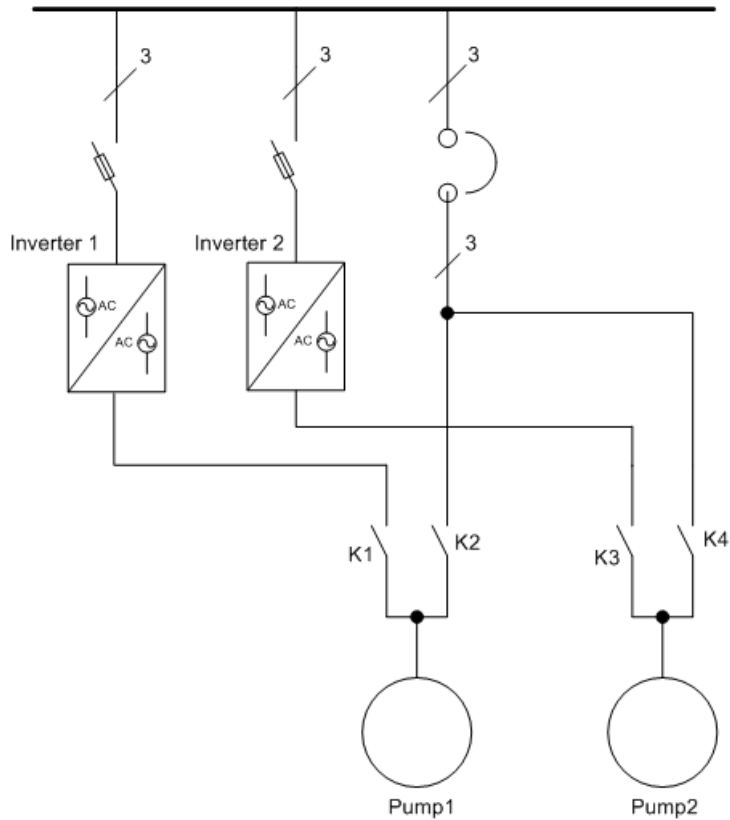 3
3
3
Inverter 1
Inverter 2
3
AC
AC
AC
AC
K1
K2
K3
K4
Pump1
Pump2